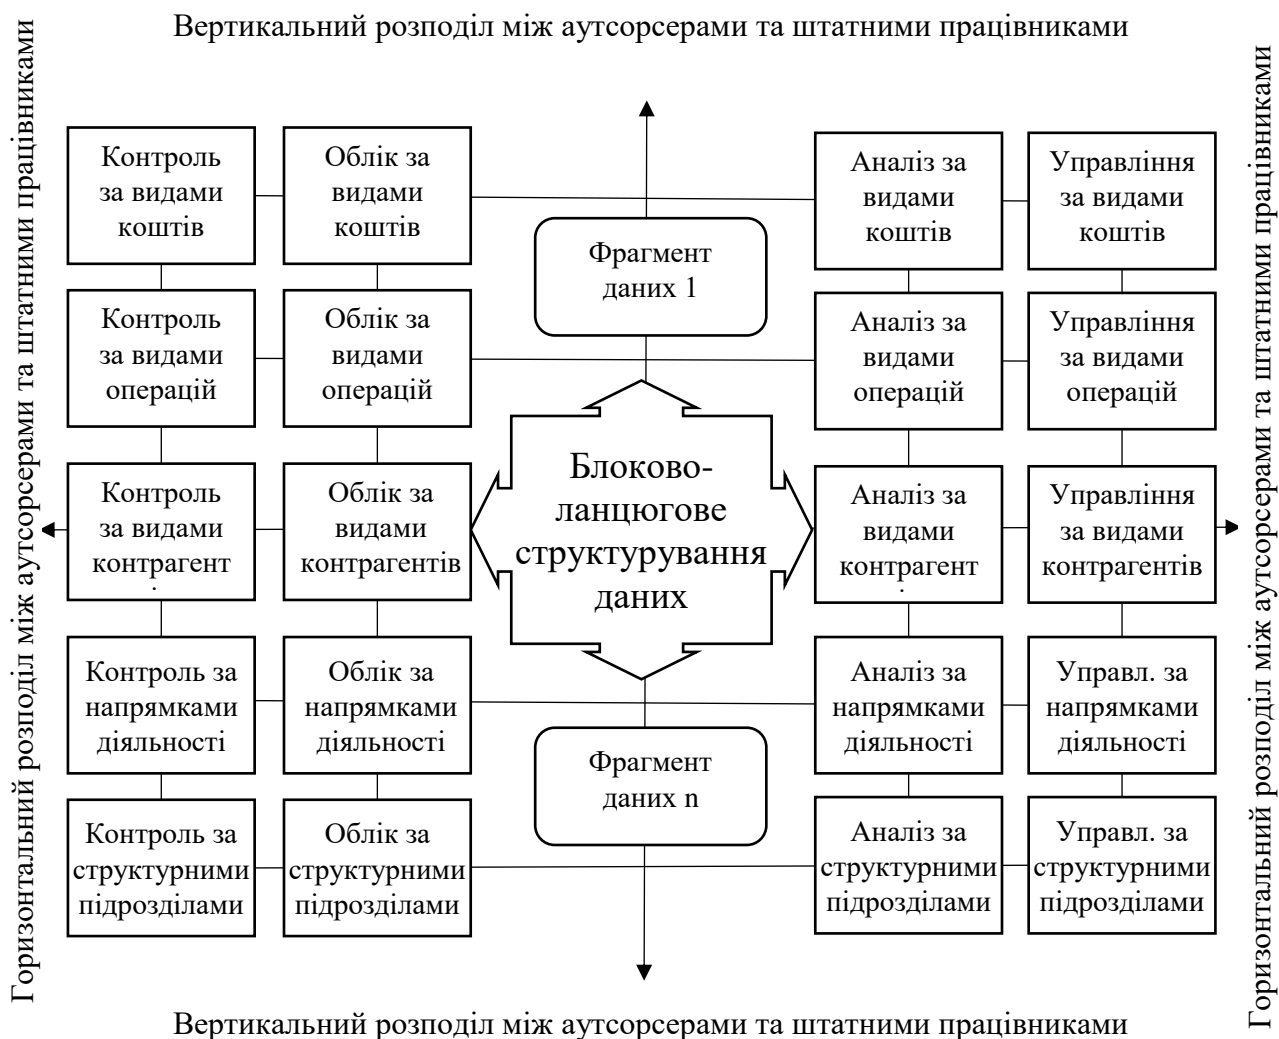 Вертикальний розподіл між аутсорсерами та штатними працівниками
Горизонтальний розподіл між аутсорсерами та штатними працівниками
Контроль
за видами
коштів
Облік за
видами
коштів
Фрагмент
даних 1
Аналіз за
видами
коштів
Управління
за видами
коштів
Контроль
за видами
операцій
Облік за
видами
операцій
Аналіз за
видами
операцій
Управління
за видами
операцій
Контроль
за видами
контрагент
Облік за
видами
контрагентів
Блоково-
ланцюгове
структурування
даних
Аналіз за
видами
контрагент
Управління
за видами
контрагентів
Контроль за
напрямками
діяльності
Облік за
напрямками
діяльності
Аналіз за
напрямками
діяльності
Управл. за
напрямками
діяльності
Фрагмент
даних n
Контроль за
структурними
підрозділами
Облік за
структурними
підрозділами
Аналіз за
структурними
підрозділами
Управл. за
структурними
підрозділами
Горизонтальний розподіл між аутсорсерами та штатними працівниками
Вертикальний розподіл між аутсорсерами та штатними працівниками